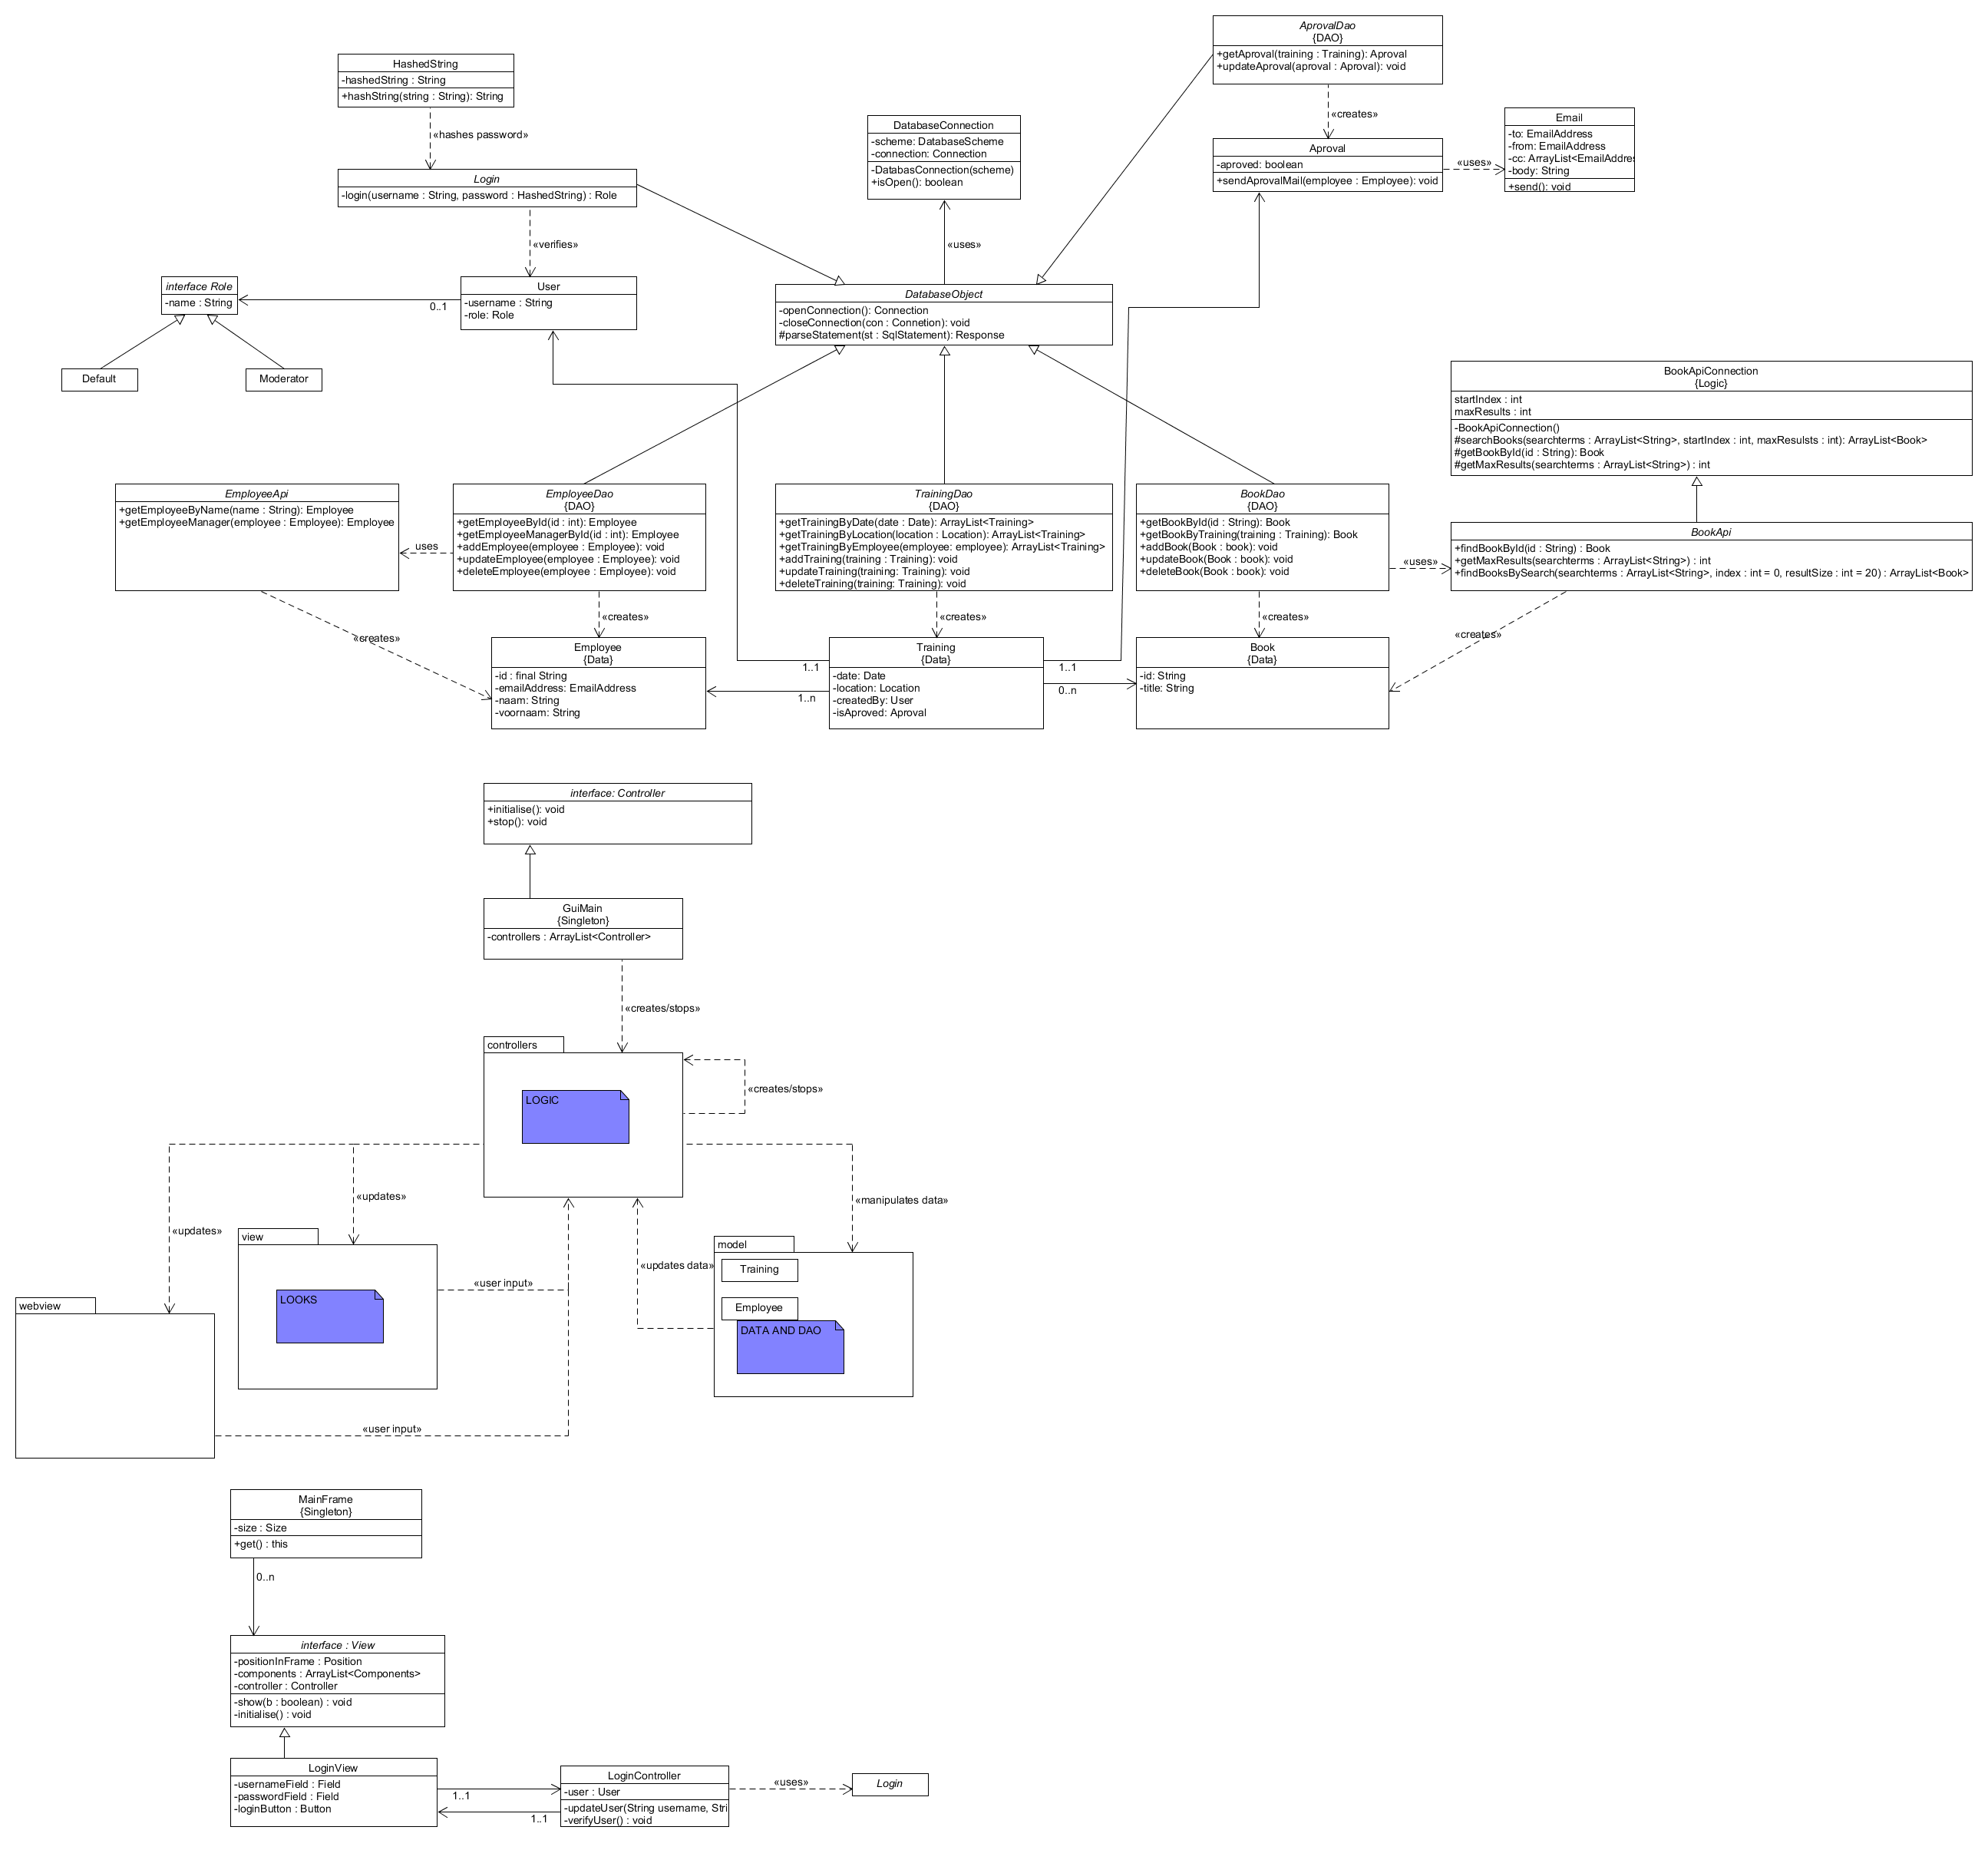 AprovalDao
{DAO}
+getAproval(training : Training): Aproval
+updateAproval(aproval : Aproval): void
HashedString
-hashedString : String
+hashString(string : String): String
«hashes password»
DatabaseConnection
-scheme: DatabaseScheme
-connection: Connection
-DatabasConnection(scheme)
+isOpen(): boolean
«creates»
Email
-to: EmailAddress
-from: EmailAddress
-cc: ArrayList<EmailAddres
-body: String
+send(): void
Aproval
-aproved: boolean
+sendAprovalMail(employee : Employee): void
«uses»
Login
-login(username : String, password : HashedString) : Role
«verifies»
«uses»
interface Role
-name : String
0..1
User
-username : String
-role: Role
DatabaseObject
-openConnection(): Connection
-closeConnection(con : Connetion): void
#parseStatement(st : SqlStatement): Response
Default
Moderator
BookApiConnection
{Logic}
startIndex : int
maxResults : int
-BookApiConnection()
#searchBooks(searchterms : ArrayList<String>, startIndex : int, maxResulsts : int): ArrayList<Book>
#getBookById(id : String): Book
#getMaxResults(searchterms : ArrayList<String>) : int
EmployeeApi
+getEmployeeByName(name : String): Employee
+getEmployeeManager(employee : Employee): Employee
uses
EmployeeDao
{DAO}
+getEmployeeById(id : int): Employee
+getEmployeeManagerById(id : int): Employee
+addEmployee(employee : Employee): void
+updateEmployee(employee : Employee): void
+deleteEmployee(employee : Employee): void
TrainingDao
{DAO}
+getTrainingByDate(date : Date): ArrayList<Training>
+getTrainingByLocation(location : Location): ArrayList<Training>
+getTrainingByEmployee(employee: employee): ArrayList<Training>
+addTraining(training : Training): void
+updateTraining(training: Training): void
+deleteTraining(training: Training): void
BookDao
{DAO}
+getBookById(id : String): Book
+getBookByTraining(training : Training): Book
+addBook(Book : book): void
+updateBook(Book : book): void
+deleteBook(Book : book): void
«uses»
BookApi
+findBookById(id : String) : Book
+getMaxResults(searchterms : ArrayList<String>) : int
+findBooksBySearch(searchterms : ArrayList<String>, index : int = 0, resultSize : int = 20) : ArrayList<Book>
«creates»
«creates»
«creates»
«creates»
«creates»
Employee
{Data}
-id : final String
-emailAddress: EmailAddress
-naam: String
-voornaam: String
1..1
1..n
Training
{Data}
-date: Date
-location: Location
-createdBy: User
-isAproved: Aproval
1..1
0..n
Book
{Data}
-id: String
-title: String
interface: Controller
+initialise(): void
+stop(): void
GuiMain
{Singleton}
-controllers : ArrayList<Controller>
«creates/stops»
controllers
LOGIC
«creates/stops»
«updates»
«updates»
«manipulates data»
view
LOOKS
«user input»
«updates data»
model
Training
Employee
DATA AND DAO
webview
«user input»
MainFrame
{Singleton}
-size : Size
+get() : this
0..n
interface : View
-positionInFrame : Position
-components : ArrayList<Components>
-controller : Controller
-show(b : boolean) : void
-initialise() : void
LoginView
-usernameField : Field
-passwordField : Field
-loginButton : Button
1..1
1..1
LoginController
-user : User
-updateUser(String username, Stri
-verifyUser() : void
«uses»
Login